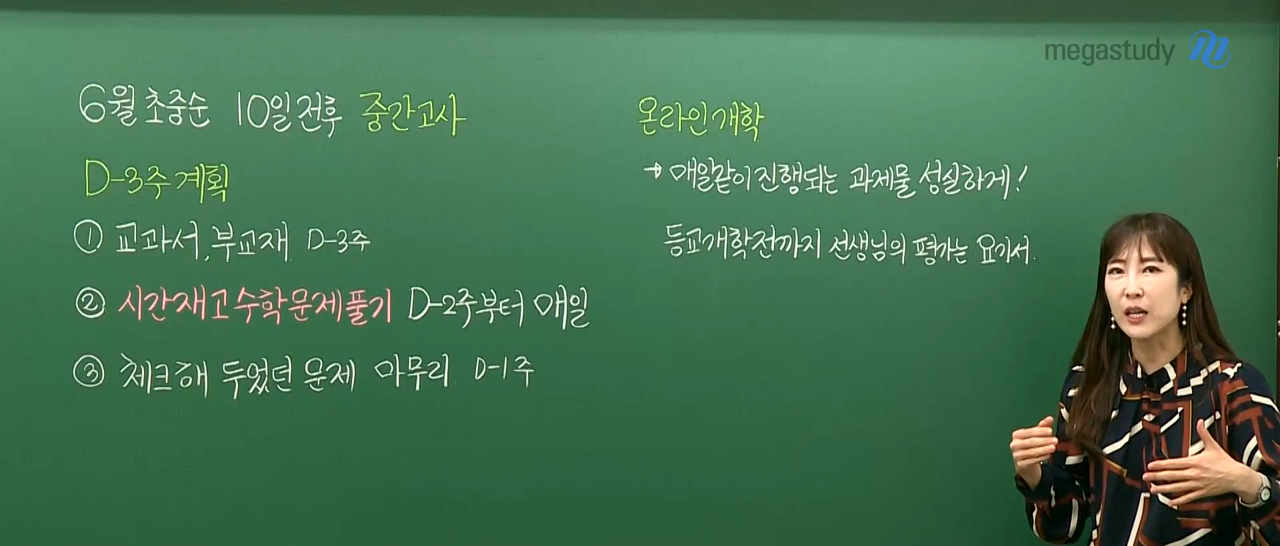 megastudy
6월 초중순 10일 전후 중간고사
D-3주 계획
① 교과서, 부교재 D-3주
② 시간재고 수학문제풀기 D-2주부터 매일
③ 체크해 두었던 문제 마무리 D-1주
온라인개학
→ 매일같이 진행되는 과제물 성실하게!
등교개학전까지 선생님의 평가는 요기서.